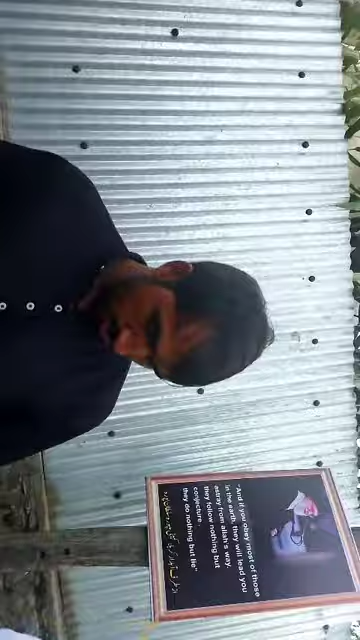 "And if you obey most of those
in the earth, they will lead you
astray from allah's way.
they follow nothing but
conjecture
they do nothing but lie"